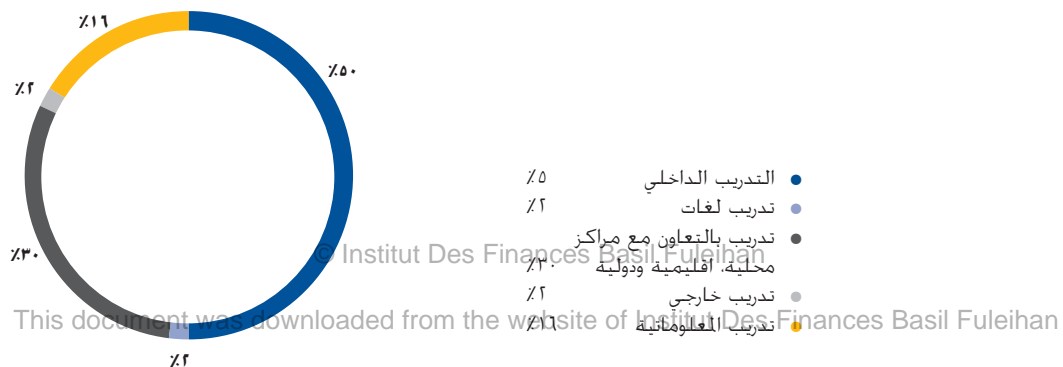 ٪١٦
٪٥٠
٪٢
٪٣٠
٪٢
التدريب الداخلي ٪٥
تدريب لغات ٪٢
تدريب بالتعاون مع مراكز
محلية، اقليمية ودولية ٪٣٠
تدريب خارجي ٪٢
تدريب المعلوماتية ٪١٦
© Institut Des Finances Basil Fuleihan
This document was downloaded from the website of Institut Des Finances Basil Fuleihan